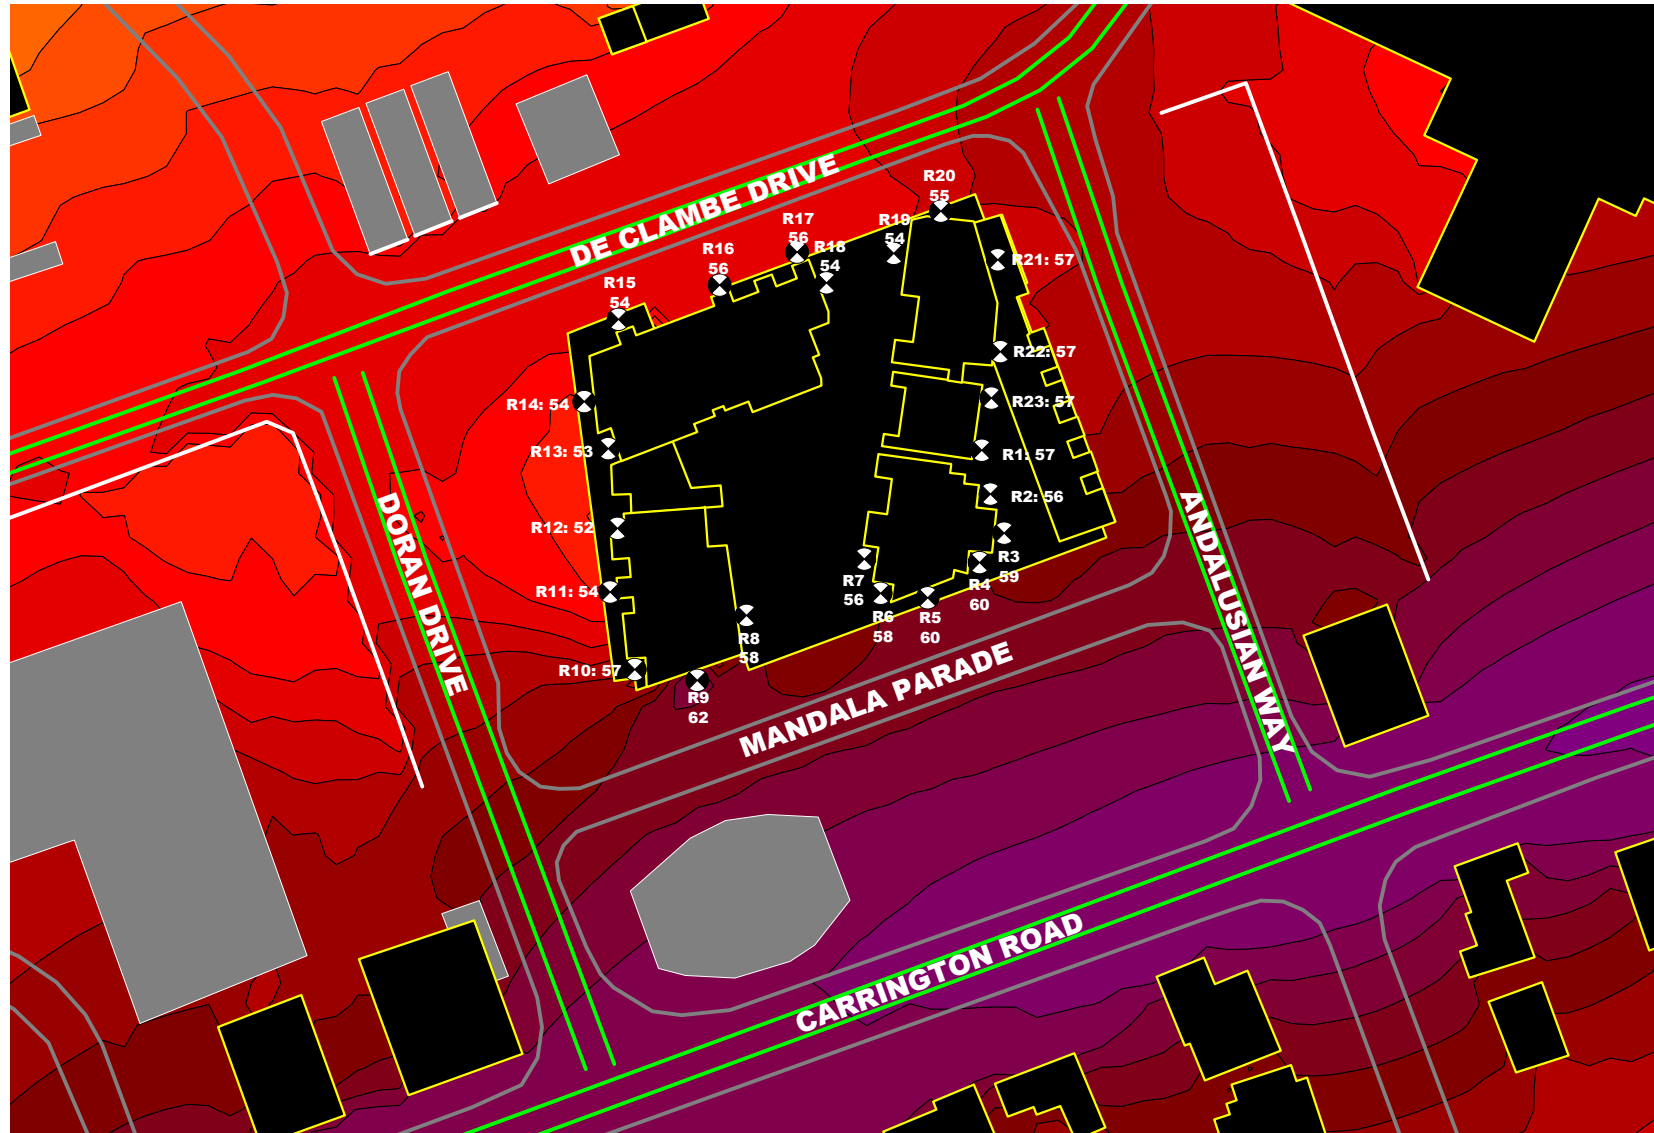 DE CLAMBE DRIVE
R20
55
R17
56
R19
54
R18
54
R16
56
R21: 57
R15
54
R22: 57
R14: 54
R23: 57
R13: 53
R1: 57
R2: 56
R12: 52
R3
59
R11: 54
R7
56
R4
60
R6
58
R5
60
R8
58
R10: 57
R9
62
DORAN DRIVE
ANDALUSIAN WAY
MANDALA PARADE
CARRINGTON ROAD